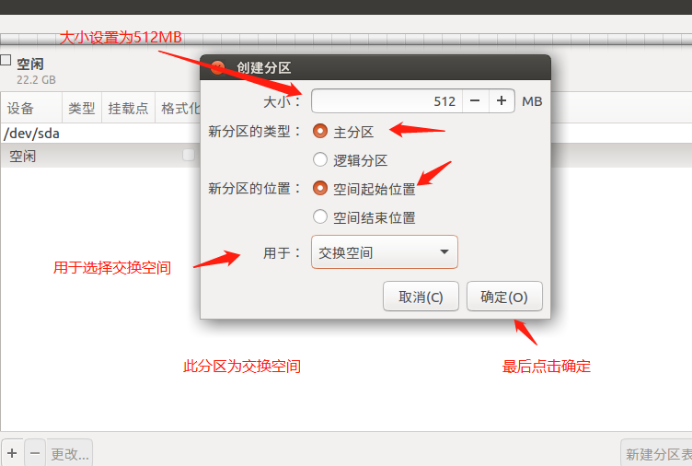 大小设置为512MB
空闲
22.2 GB
创建分区
设备 类型 挂载点 格式化
大小： 512 － + MB
/dev/sda
新分区的类型： 主分区
空闲
逻辑分区
新分区的位置： 空间起始位置
空间结束位置
用于选择交换空间
用于： 交换空间
取消(C) 确定(O)
此分区为交换空间
最后点击确定
+ － 更改...
新建分区表